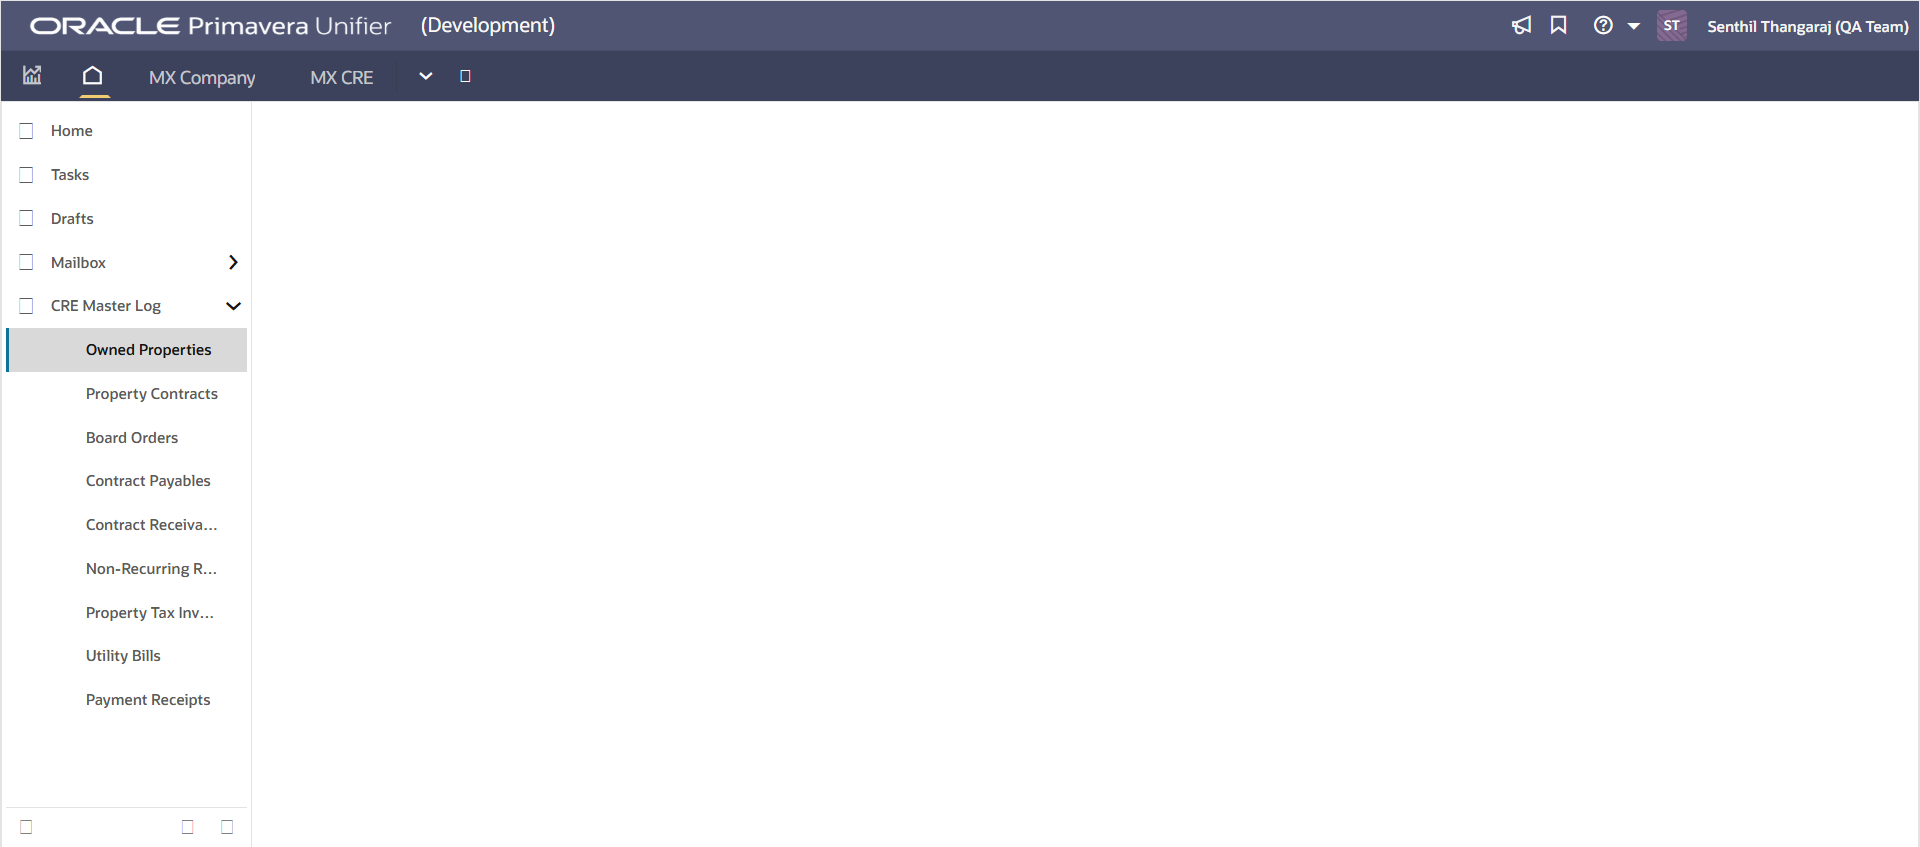 ORACLE Primavera Unifier (Development)
ST Senthil Thangaraj (QA Team)
MX Company MX CRE
Home
Tasks
Drafts
Mailbox
CRE Master Log
Owned Properties
Property Contracts
Board Orders
Contract Payables
Contract Receiva...
Non-Recurring R...
Property Tax Inv...
Utility Bills
Payment Receipts